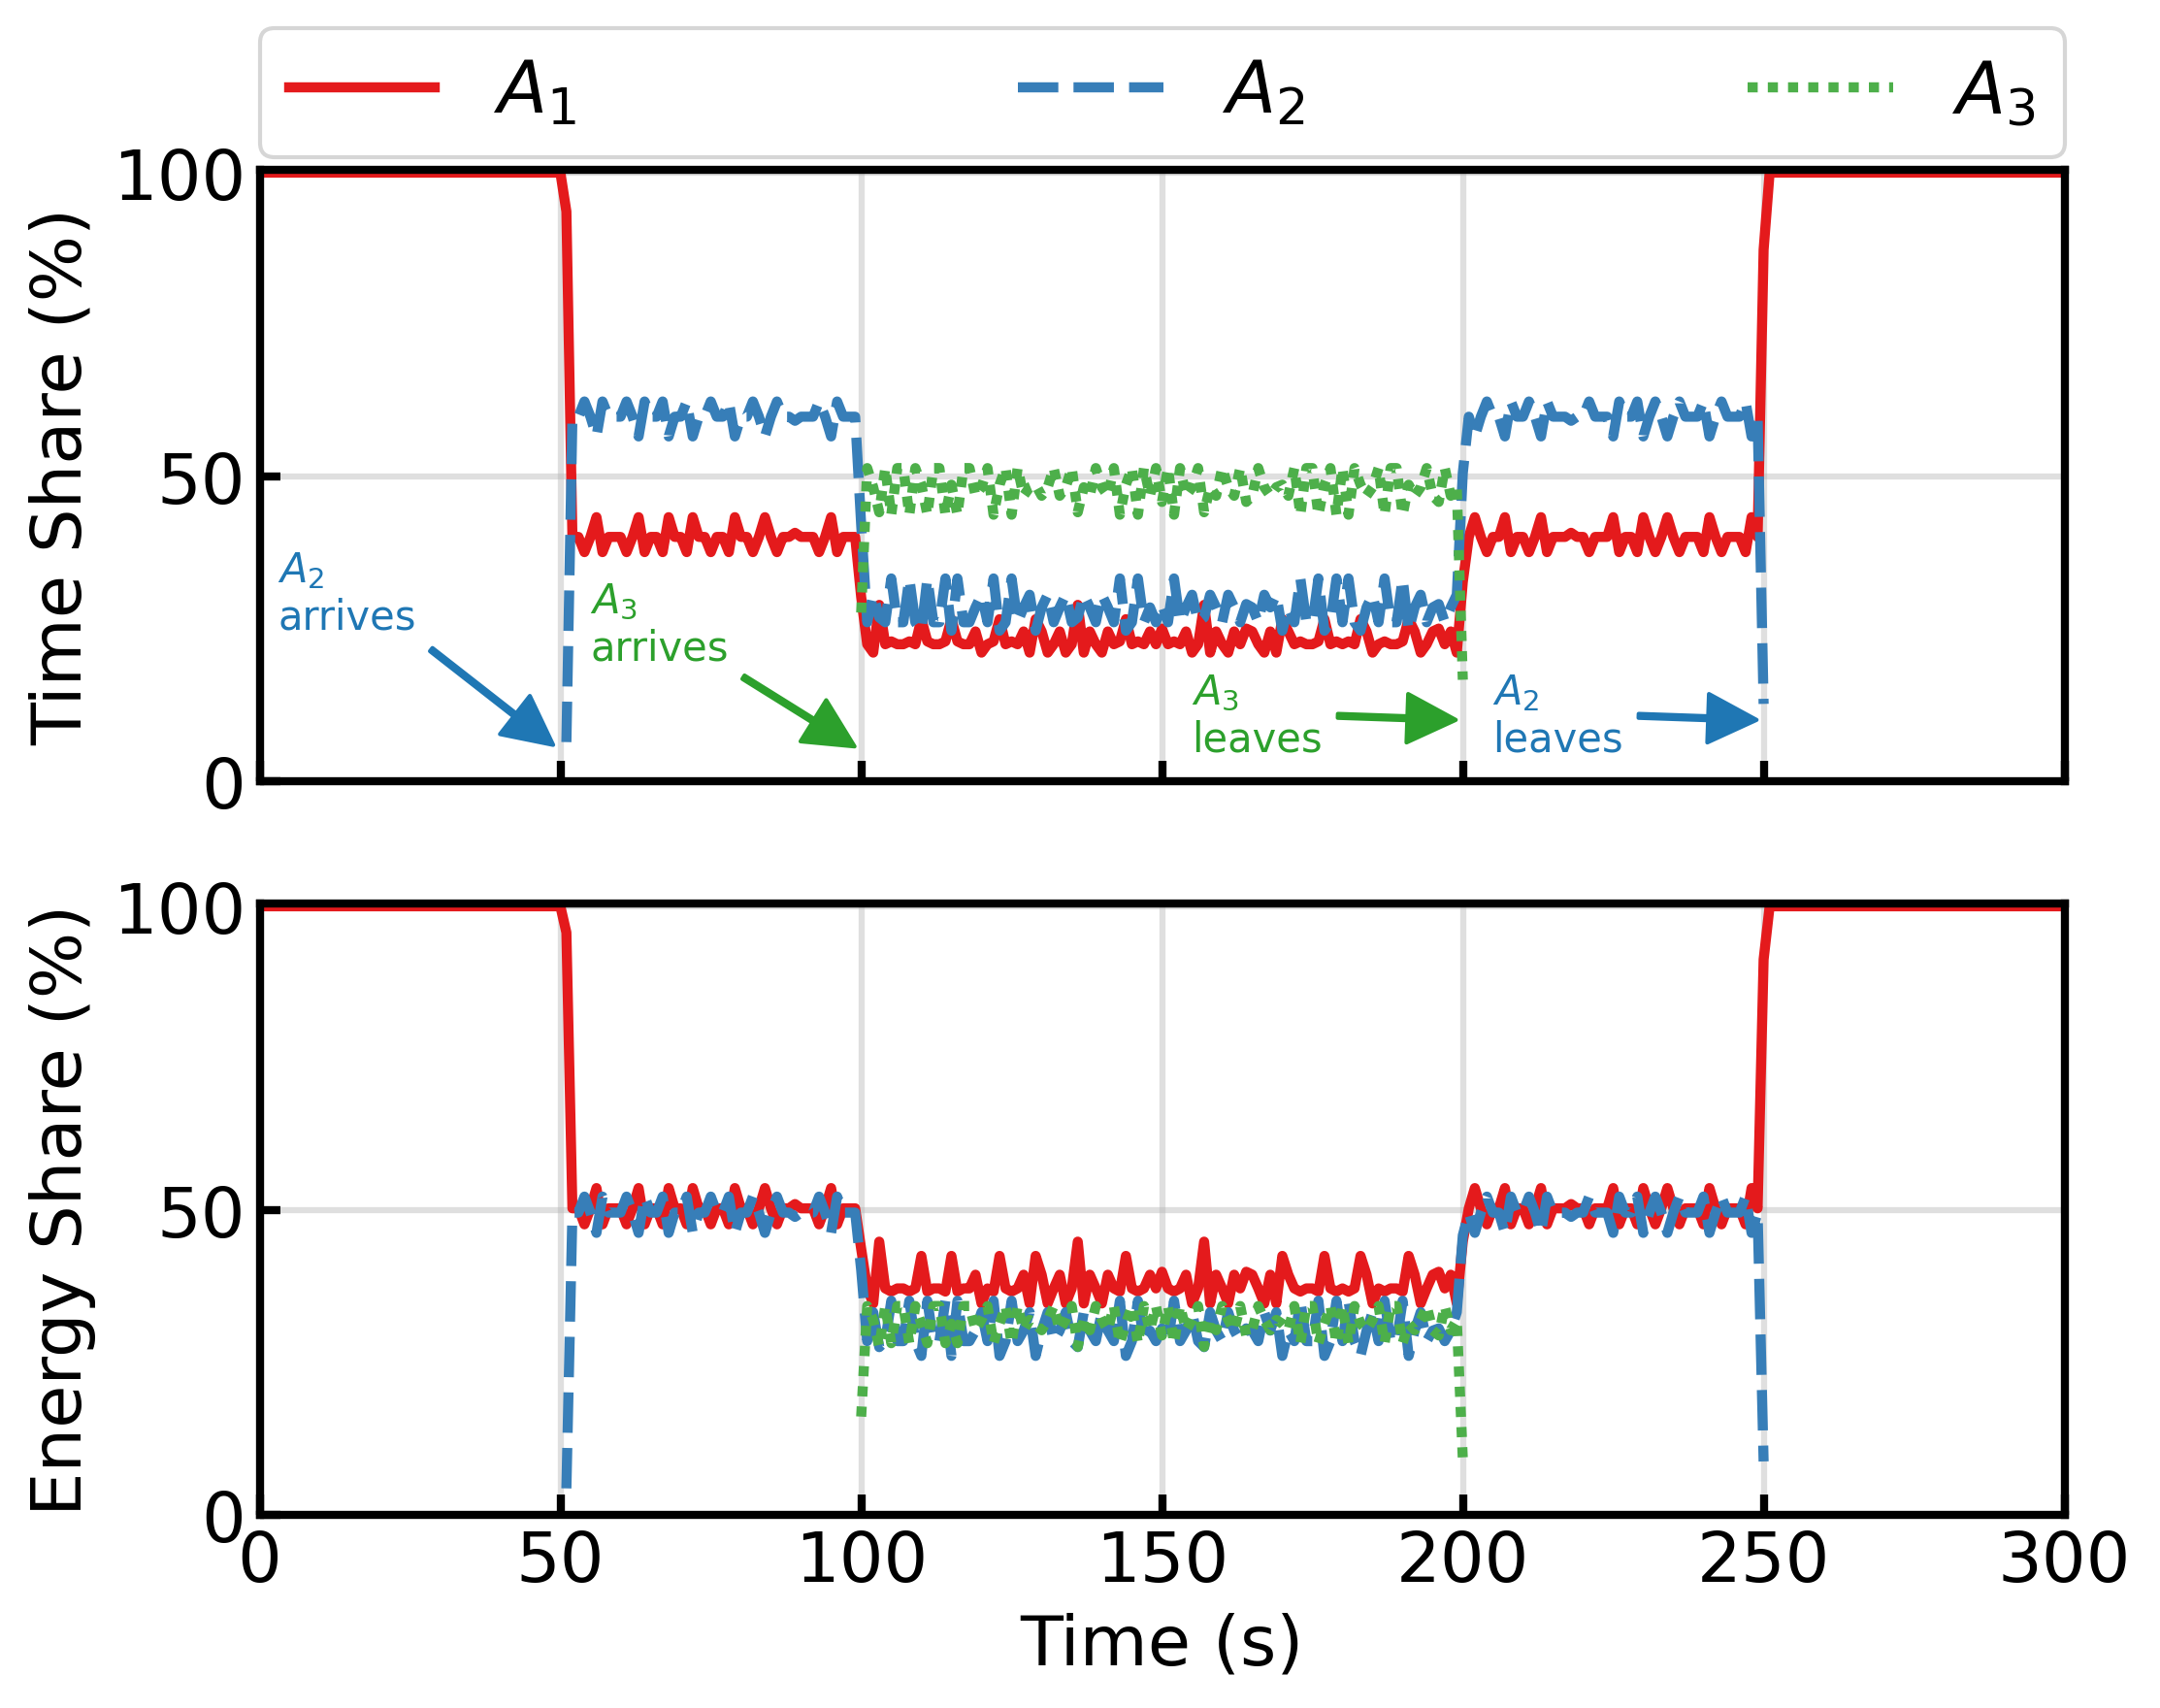 A₁ A₂ A₃
Time Share (%)
100
50
0
A₂
arrives
A₃
arrives
A₃
leaves
A₂
leaves
Energy Share (%)
100
50
0
0 50 100 150 200 250 300
Time (s)